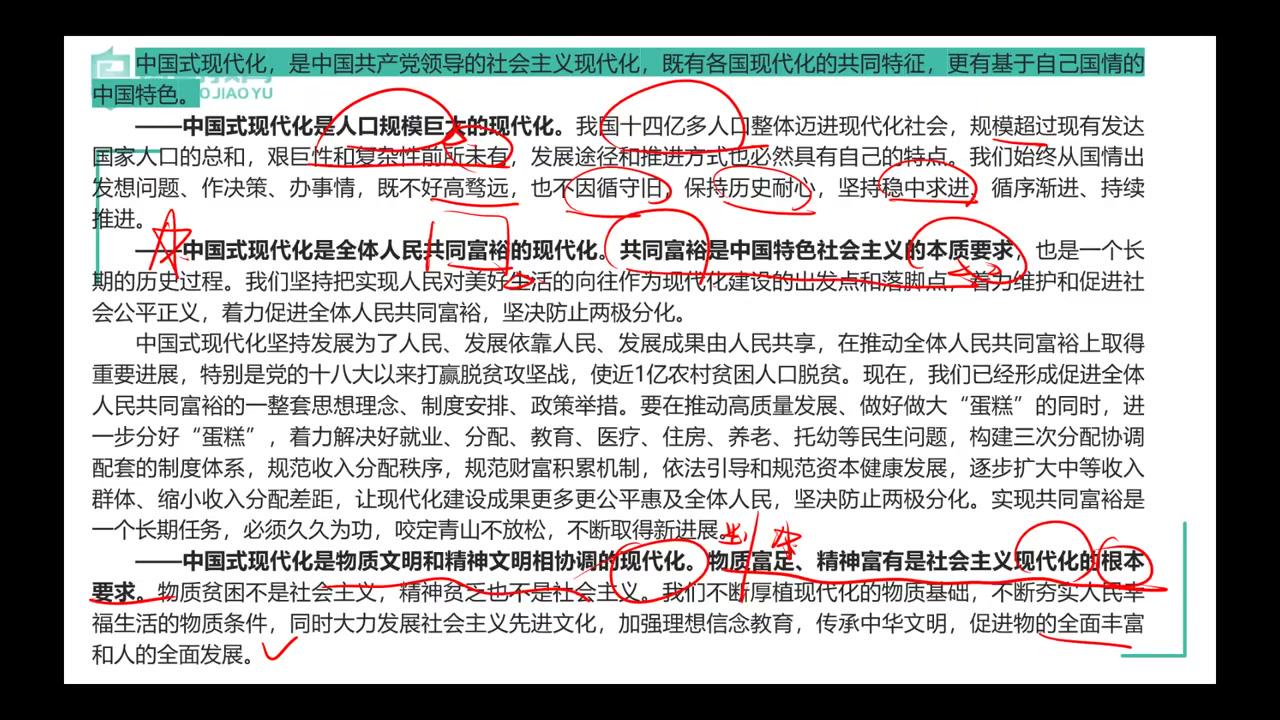 中国式现代化，是中国共产党领导的社会主义现代化，既有各国现代化的共同特征，更有基于自己国情的
中国特色。
OJIAOYU
——中国式现代化是人口规模巨大的现代化。我国十四亿多人口整体迈进现代化社会，规模超过现有发达
国家人口的总和，艰巨性和复杂性前所未有，发展途径和推进方式也必然具有自己的特点。我们始终从国情出
发想问题、作决策、办事情，既不好高骛远，也不因循守旧，保持历史耐心，坚持稳中求进、循序渐进、持续
推进。
——中国式现代化是全体人民共同富裕的现代化。共同富裕是中国特色社会主义的本质要求，也是一个长
期的历史过程。我们坚持把实现人民对美好生活的向往作为现代化建设的出发点和落脚点，着力维护和促进社
会公平正义，着力促进全体人民共同富裕，坚决防止两极分化。
中国式现代化坚持发展为了人民、发展依靠人民、发展成果由人民共享，在推动全体人民共同富裕上取得
重要进展，特别是党的十八大以来打赢脱贫攻坚战，使近1亿农村贫困人口脱贫。现在，我们已经形成促进全体
人民共同富裕的一整套思想理念、制度安排、政策举措。要在推动高质量发展、做好做大“蛋糕”的同时，进
一步分好“蛋糕”，着力解决好就业、分配、教育、医疗、住房、养老、托幼等民生问题，构建三次分配协调
配套的制度体系，规范收入分配秩序，规范财富积累机制，依法引导和规范资本健康发展，逐步扩大中等收入
群体、缩小收入分配差距，让现代化建设成果更多更公平惠及全体人民，坚决防止两极分化。实现共同富裕是
一个长期任务，必须久久为功，咬定青山不放松，不断取得新进展。
——中国式现代化是物质文明和精神文明相协调的现代化。物质富足、精神富有是社会主义现代化的根本
要求。物质贫困不是社会主义，精神贫乏也不是社会主义。我们不断厚植现代化的物质基础，不断夯实人民幸
福生活的物质条件，同时大力发展社会主义先进文化，加强理想信念教育，传承中华文明，促进物的全面丰富
和人的全面发展。